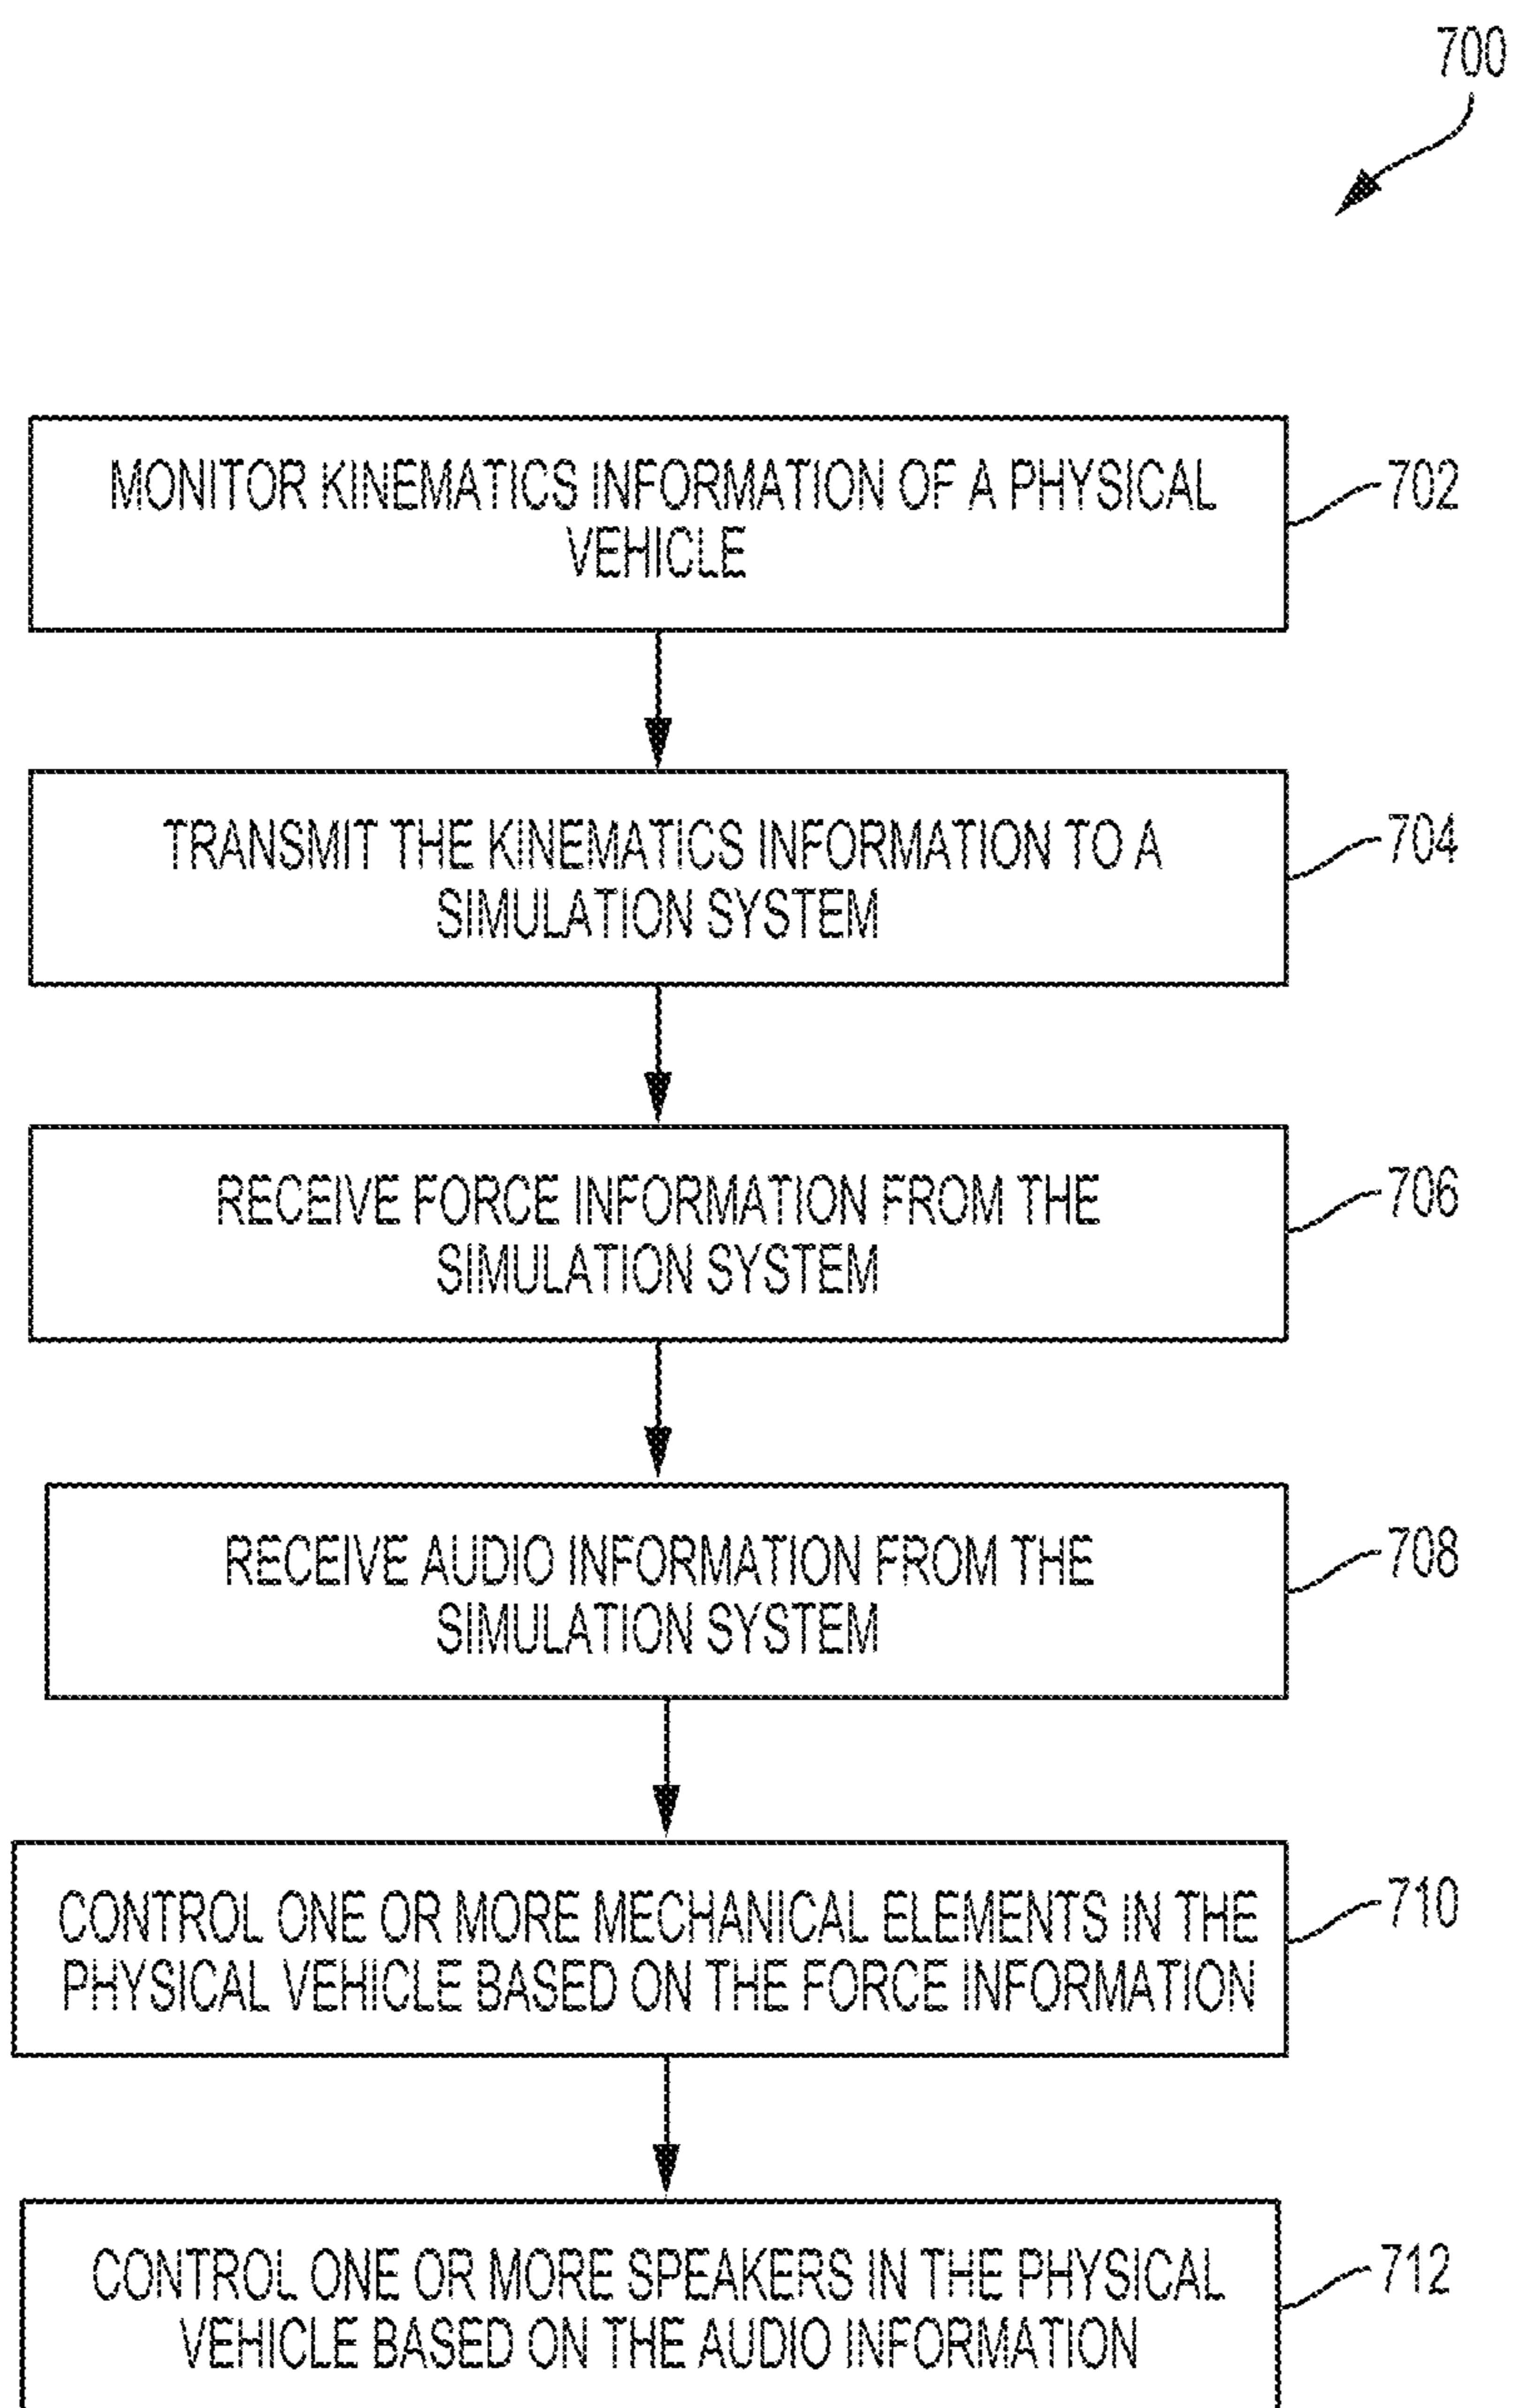 700
MONITOR KINEMATICS INFORMATION OF A PHYSICAL
VEHICLE
702
TRANSMIT THE KINEMATICS INFORMATION TO A
SIMULATION SYSTEM
704
RECEIVE FORCE INFORMATION FROM THE
SIMULATION SYSTEM
706
RECEIVE AUDIO INFORMATION FROM THE
SIMULATION SYSTEM
708
CONTROL ONE OR MORE MECHANICAL ELEMENTS IN THE
PHYSICAL VEHICLE BASED ON THE FORCE INFORMATION
710
CONTROL ONE OR MORE SPEAKERS IN THE PHYSICAL
VEHICLE BASED ON THE AUDIO INFORMATION
712